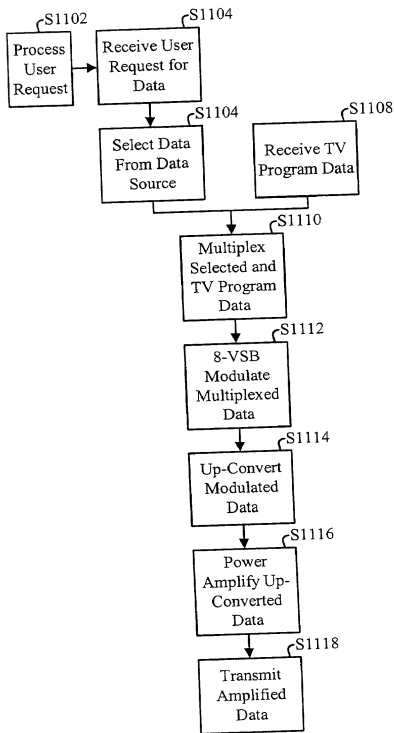 S1102
Process
User
Request
S1104
Receive User
Request for
Data
S1104
Select Data
From Data
Source
S1108
Receive TV
Program Data
S1110
Multiplex
Selected and
TV Program
Data
S1112
8-VSB
Modulate
Multiplexed
Data
S1114
Up-Convert
Modulated
Data
S1116
Power
Amplify Up-
Converted
Data
S1118
Transmit
Amplified
Data